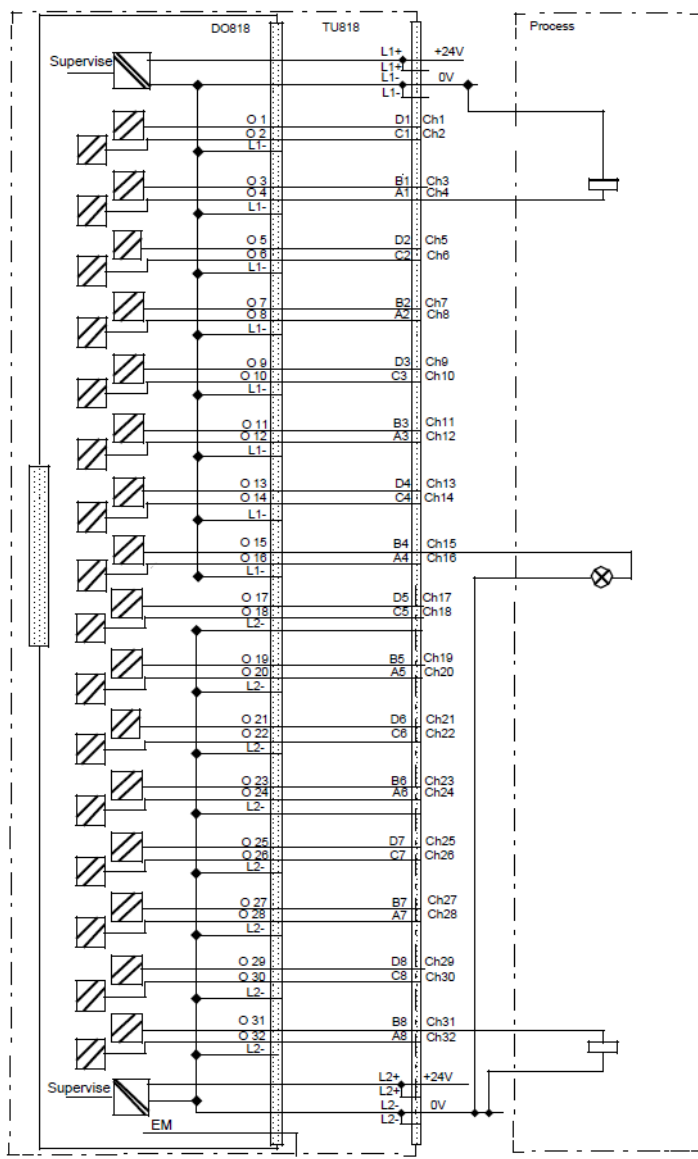 DO818 TU818 Process
L1+ +24V
Supervise L1+
L1- 0V
L1-
O 1 D1 Ch1
O 2 C1 Ch2
L1-
O 3 B1 Ch3
O 4 A1 Ch4
L1-
O 5 D2 Ch5
O 6 C2 Ch6
L1-
O 7 B2 Ch7
O 8 A2 Ch8
L1-
O 9 D3 Ch9
O 10 C3 Ch10
L1-
O 11 B3 Ch11
O 12 A3 Ch12
L1-
O 13 D4 Ch13
O 14 C4 Ch14
L1-
O 15 B4 Ch15
O 16 A4 Ch16
L1-
O 17 D5 Ch17
O 18 C5 Ch18
L2-
O 19 B5 Ch19
O 20 A5 Ch20
L2-
O 21 D6 Ch21
O 22 C6 Ch22
L2-
O 23 B6 Ch23
O 24 A6 Ch24
L2-
O 25 D7 Ch25
O 26 C7 Ch26
L2-
O 27 B7 Ch27
O 28 A7 Ch28
L2-
O 29 D8 Ch29
O 30 C8 Ch30
L2-
O 31 B8 Ch31
O 32 A8 Ch32
L2-
L2+ +24V
Supervise L2+
L2- 0V
L2-
EM